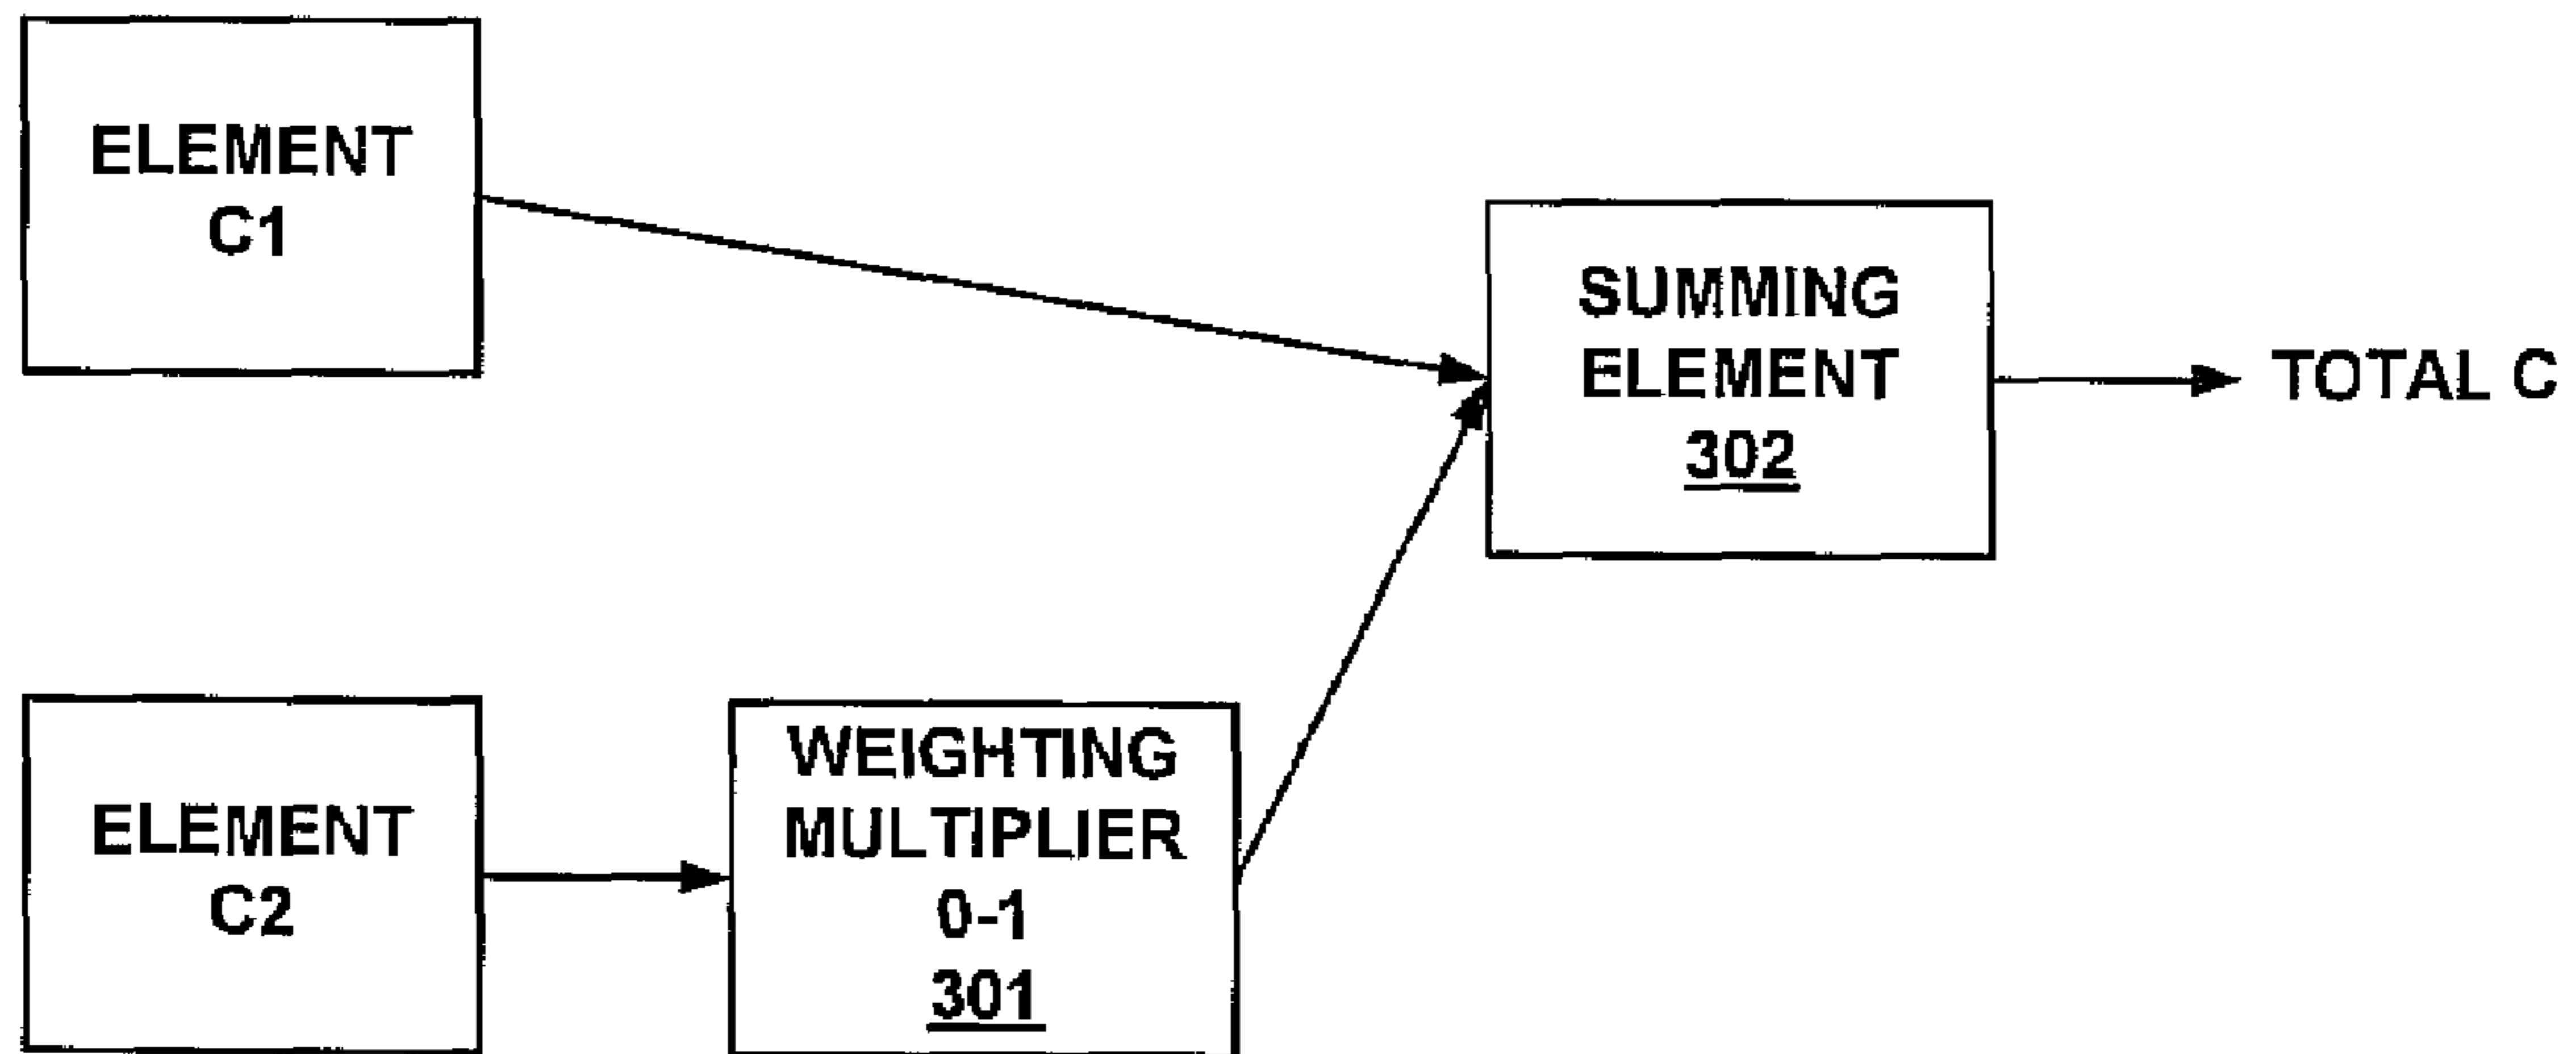 ELEMENT
C1
SUMMING
ELEMENT
302
TOTAL C
ELEMENT
C2
WEIGHTING
MULTIPLIER
0-1
301